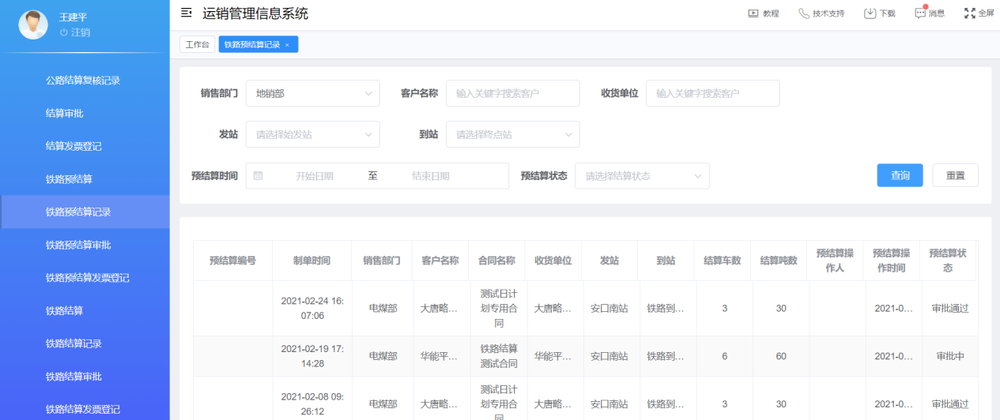 王建平
注销
运销管理信息系统
教程 技术支持 下载 消息 全屏
工作台 铁路预结算记录 ×
公路结算复核记录
结算审批
结算发票登记
铁路预结算
铁路预结算记录
铁路预结算审批
铁路预结算发票登记
铁路结算
铁路结算记录
铁路结算审批
铁路结算发票登记
销售部门 地销部 客户名称 输入关键字搜索客户 收货单位 输入关键字搜索客户
发站 请选择始发站 到站 请选择终点站
预结算时间 开始日期 至 结束日期 预结算状态 请选择结算状态 查询 重置
预结算编号 制单时间 销售部门 客户名称 合同名称 收货单位 发站 到站 结算车数 结算吨数 预结算操作人 预结算操作时间 预结算状态
2021-02-24 16:07:06 电煤部 大唐略... 测试日计划专用合同 大唐略... 安口南站 铁路到... 3 30 2021-0... 审批通过
2021-02-19 17:14:28 电煤部 华能平... 铁路结算测试合同 华能平... 安口南站 铁路到... 6 60 2021-0... 审批中
2021-02-08 09:26:12 电煤部 大唐略... 测试日计划专用合同 大唐略... 安口南站 铁路到... 3 30 2021-0... 审批通过